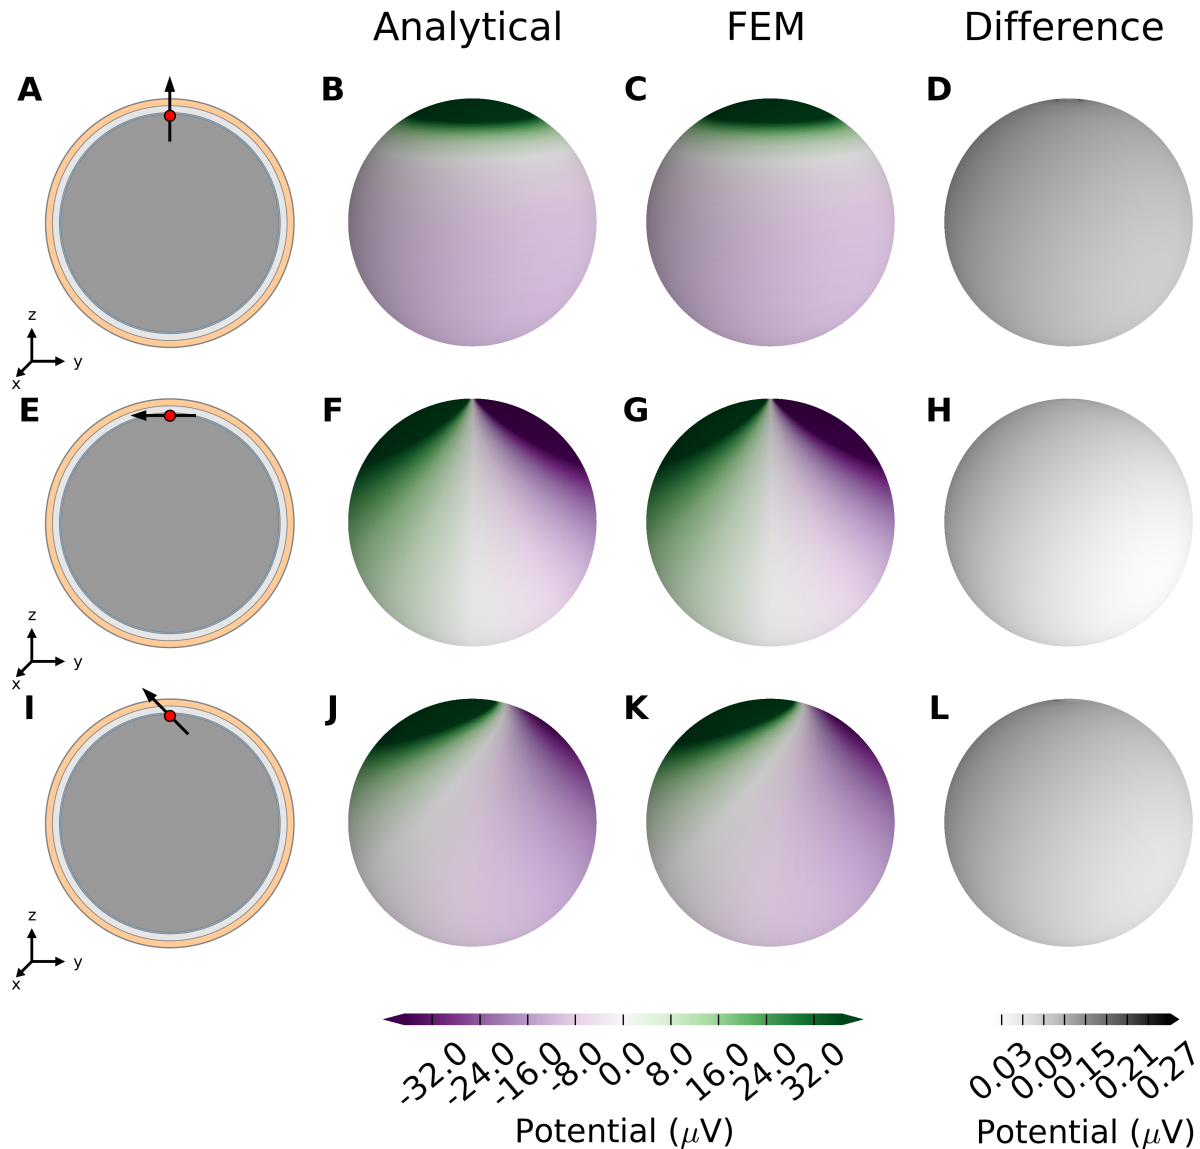 Analytical FEM Difference
A B C D
z
y
x
E F G H
z
y
x
I J K L
z
y
x
-32.0 -24.0 -16.0 -8.0 0.0 8.0 16.0 24.0 32.0
0.03 0.09 0.15 0.21 0.27
Potential (μV) Potential (μV)